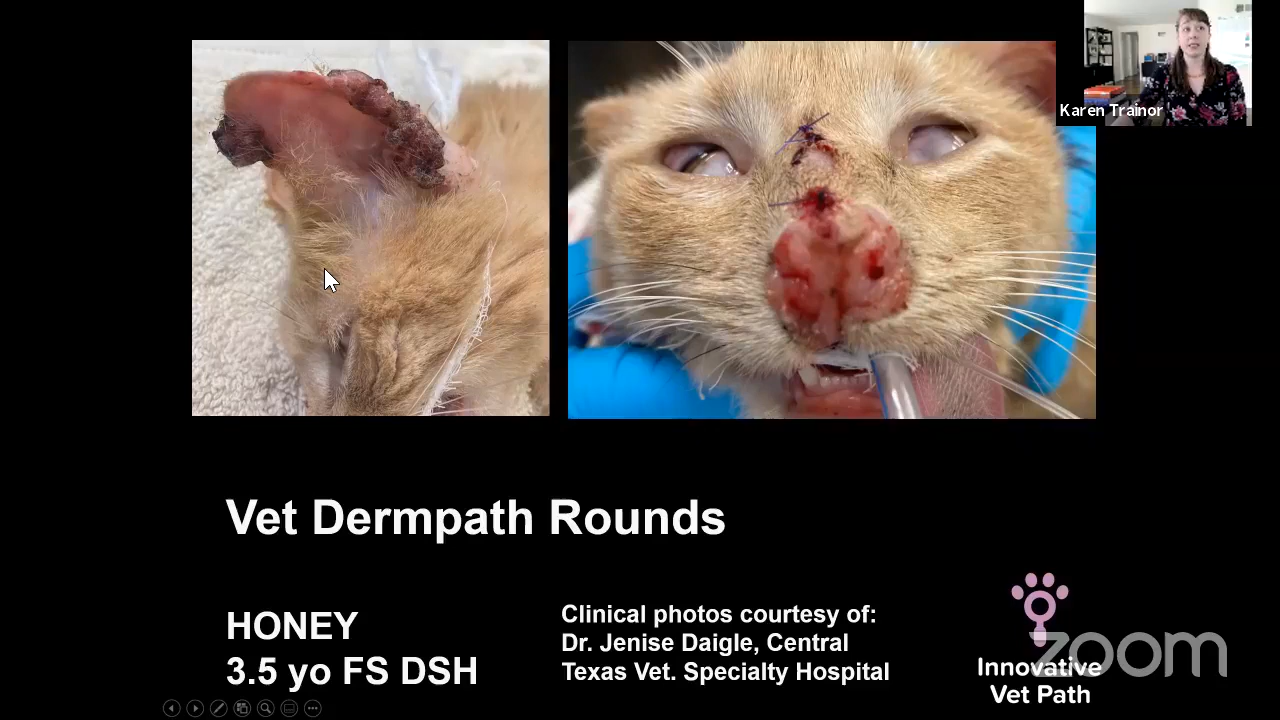 Karen Trainor
Vet Dermpath Rounds
HONEY
3.5 yo FS DSH
Clinical photos courtesy of:
Dr. Jenise Daigle, Central
Texas Vet. Specialty Hospital
zoom
Innovative
Vet Path